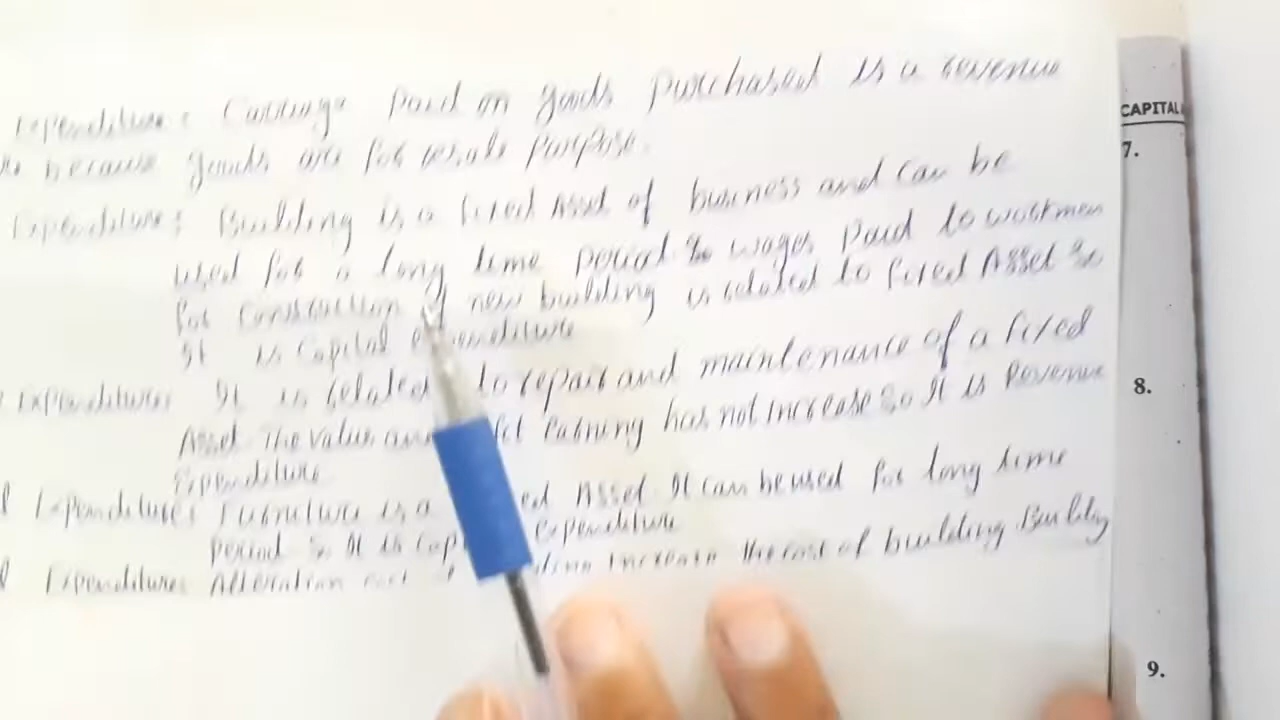 Expenditure: Carriage Paid on goods purchased is a revenue
because goods are for resale purpose.
Expenditure: Building is a fixed Asset of business and can be
used for a long time period So wages paid to workmen
for construction of new building is related to fixed Asset So
It is Capital Expenditure
Expenditure: It is related to repair and maintenance of a fixed
Asset. The value and earning has not increase So It is Revenue
Expenditure
Expenditure: Furniture is a Asset. It can be used for long time
period So It is Expenditure
Expenditure: Alteration increase the cost of building Building
CAPITAL
7.
8.
9.